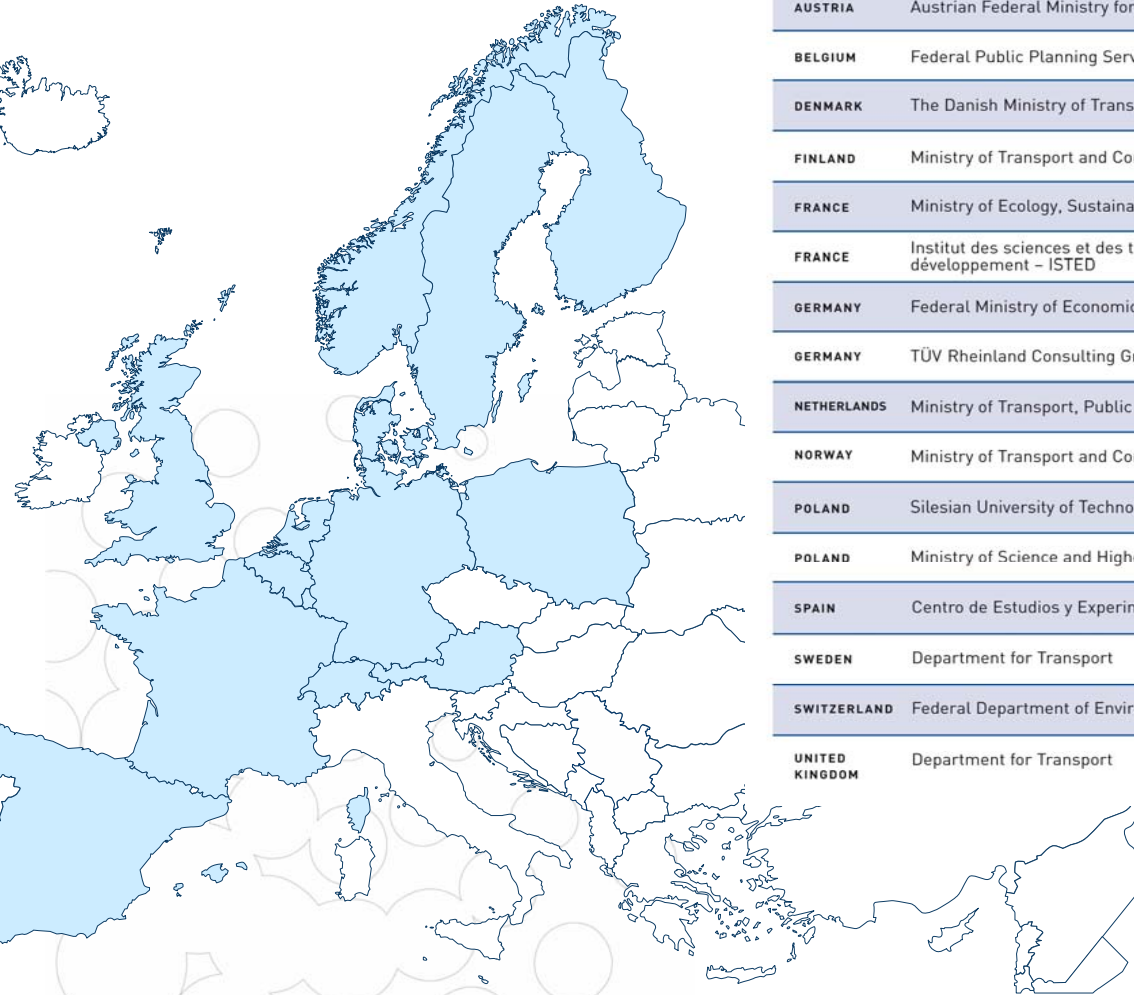 AUSTRIA Austrian Federal Ministry for
BELGIUM Federal Public Planning Serv
DENMARK The Danish Ministry of Trans
FINLAND Ministry of Transport and Co
FRANCE Ministry of Ecology, Sustaina
FRANCE Institut des sciences et des t
développement – ISTED
GERMANY Federal Ministry of Economic
GERMANY TÜV Rheinland Consulting G
NETHERLANDS Ministry of Transport, Public
NORWAY Ministry of Transport and Co
POLAND Silesian University of Techno
POLAND Ministry of Science and High
SPAIN Centro de Estudios y Experi
SWEDEN Department for Transport
SWITZERLAND Federal Department of Envir
UNITED
KINGDOM Department for Transport